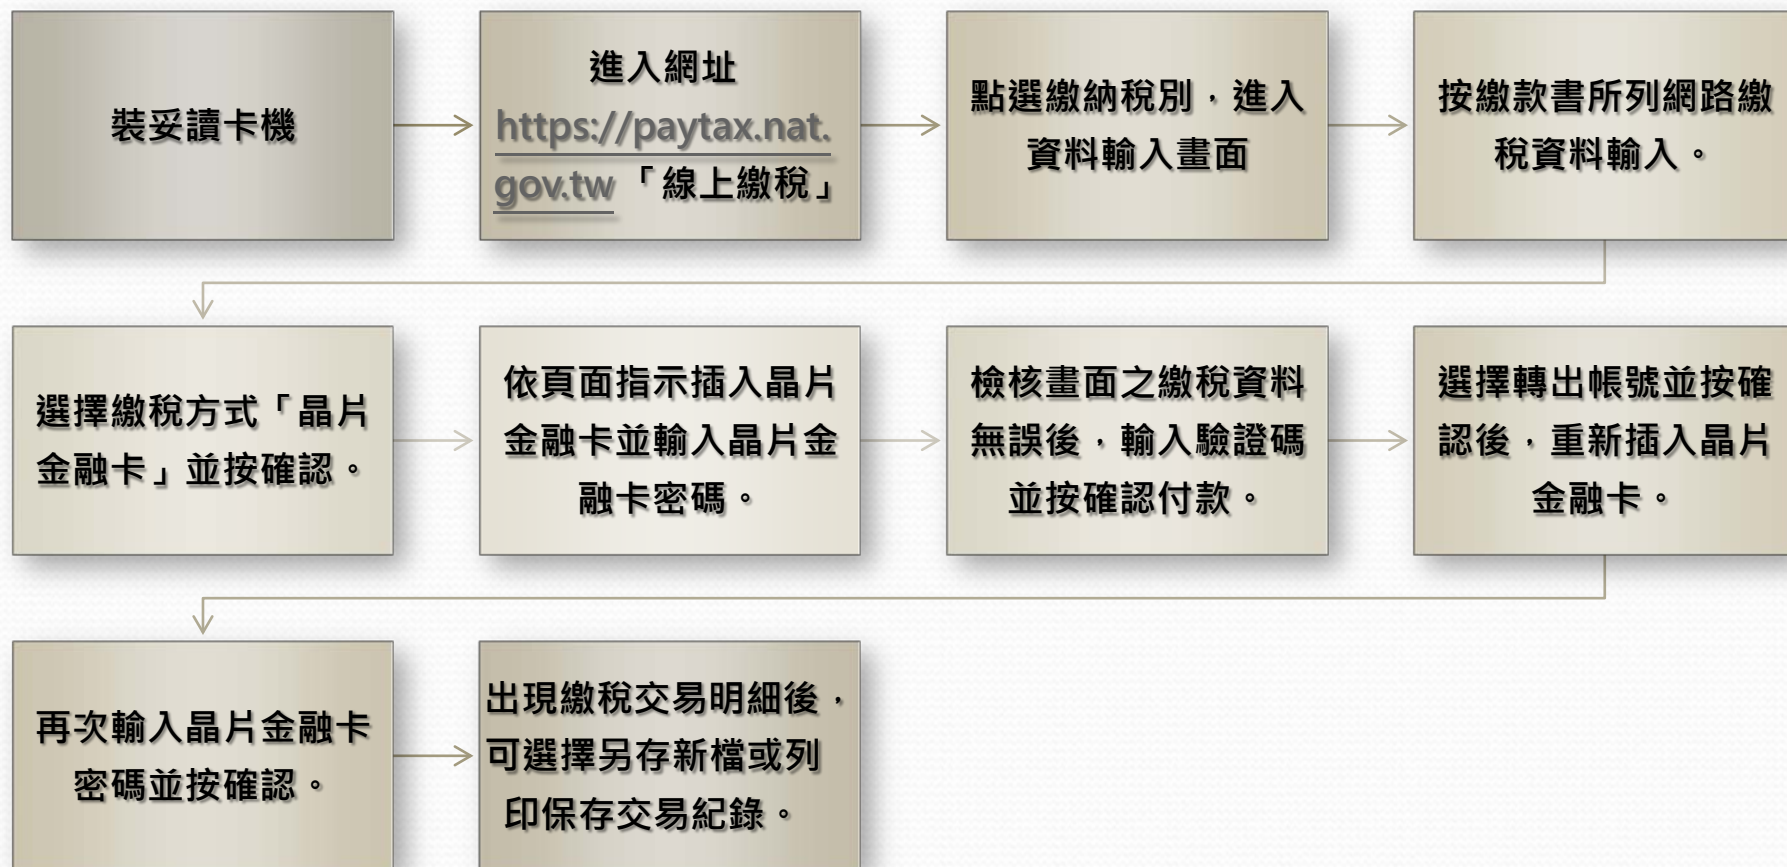 裝妥讀卡機
進入網址
https://paytax.nat.
gov.tw「線上繳稅」
點選繳納稅別，進入
資料輸入畫面
按繳款書所列網路繳
稅資料輸入。
選擇繳稅方式「晶片
金融卡」並按確認。
依頁面指示插入晶片
金融卡並輸入晶片金
融卡密碼。
檢核畫面之繳稅資料
無誤後，輸入驗證碼
並按確認付款。
選擇轉出帳號並按確
認後，重新插入晶片
金融卡。
再次輸入晶片金融卡
密碼並按確認。
出現繳稅交易明細後，
可選擇另存新檔或列
印保存交易紀錄。